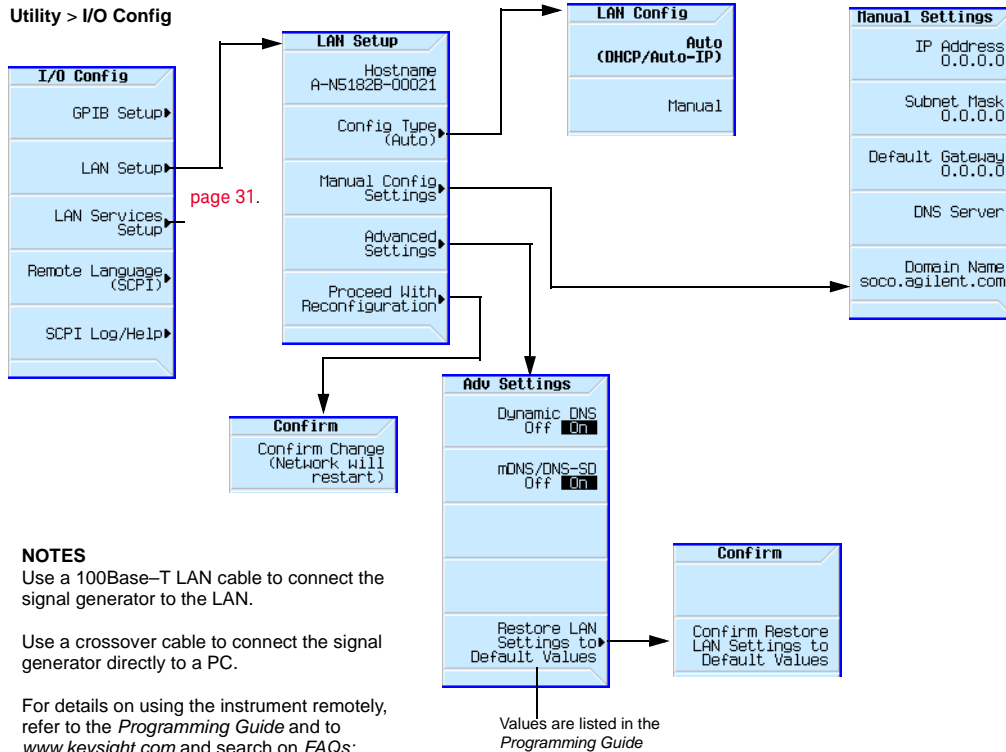 Utility > I/O Config
I/O Config
GPIB Setup
LAN Setup
LAN Services
Setup
Remote Language
(SCPI)
SCPI Log/Help
page 31.
LAN Setup
Hostname
A-N5182B-00021
Config Type
(Auto)
Manual Config
Settings
Advanced
Settings
Proceed With
Reconfiguration
LAN Config
Auto
(DHCP/Auto-IP)
Manual
Manual Settings
IP Address
0.0.0.0
Subnet Mask
0.0.0.0
Default Gateway
0.0.0.0
DNS Server
Domain Name
soco.agilent.com
Confirm
Confirm Change
(Network will
restart)
Adv Settings
Dynamic DNS
Off On
mDNS/DNS-SD
Off On
Restore LAN
Settings to
Default Values
Confirm
Confirm Restore
LAN Settings to
Default Values
Values are listed in the
Programming Guide
NOTES
Use a 100Base–T LAN cable to connect the
signal generator to the LAN.
Use a crossover cable to connect the signal
generator directly to a PC.
For details on using the instrument remotely,
refer to the Programming Guide and to
www.keysight.com and search on FAQs: